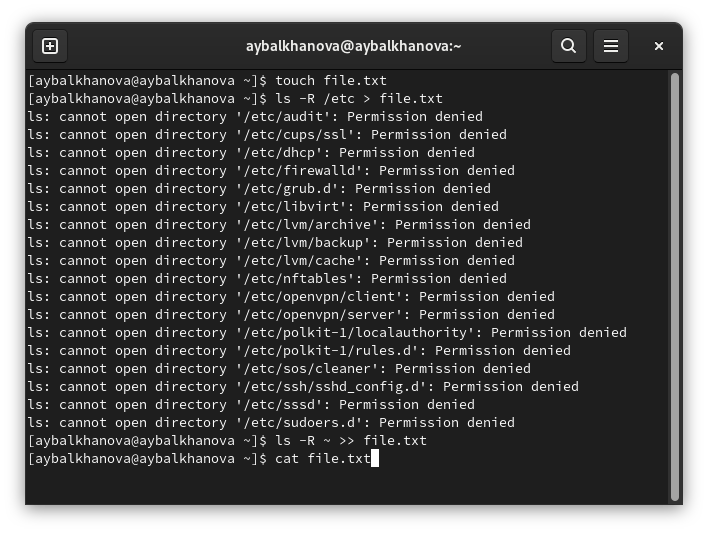 aybalkhanova@aybalkhanova:~
[aybalkhanova@aybalkhanova ~]$ touch file.txt
[aybalkhanova@aybalkhanova ~]$ ls -R /etc > file.txt
ls: cannot open directory '/etc/audit': Permission denied
ls: cannot open directory '/etc/cups/ssl': Permission denied
ls: cannot open directory '/etc/dhcp': Permission denied
ls: cannot open directory '/etc/firewalld': Permission denied
ls: cannot open directory '/etc/grub.d': Permission denied
ls: cannot open directory '/etc/libvirt': Permission denied
ls: cannot open directory '/etc/lvm/archive': Permission denied
ls: cannot open directory '/etc/lvm/backup': Permission denied
ls: cannot open directory '/etc/lvm/cache': Permission denied
ls: cannot open directory '/etc/nftables': Permission denied
ls: cannot open directory '/etc/openvpn/client': Permission denied
ls: cannot open directory '/etc/openvpn/server': Permission denied
ls: cannot open directory '/etc/polkit-1/localauthority': Permission denied
ls: cannot open directory '/etc/polkit-1/rules.d': Permission denied
ls: cannot open directory '/etc/sos/cleaner': Permission denied
ls: cannot open directory '/etc/ssh/sshd_config.d': Permission denied
ls: cannot open directory '/etc/sssd': Permission denied
ls: cannot open directory '/etc/sudoers.d': Permission denied
[aybalkhanova@aybalkhanova ~]$ ls -R ~ >> file.txt
[aybalkhanova@aybalkhanova ~]$ cat file.txt